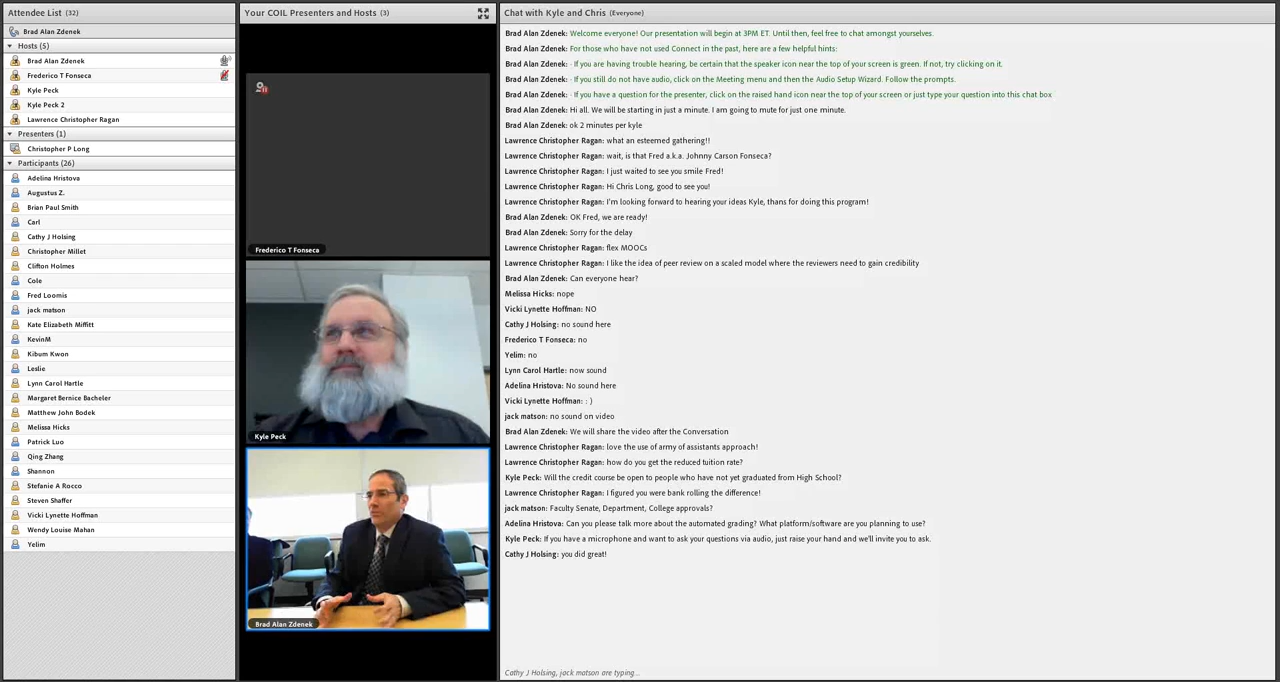 Attendee List (32)
Brad Alan Zdenek
Hosts (5)
Brad Alan Zdenek
Frederico T Fonseca
Kyle Peck
Kyle Peck 2
Lawrence Christopher Ragan
Presenters (1)
Christopher P Long
Participants (26)
Adelina Hristova
Augustus Z.
Brian Paul Smith
Carl
Cathy J Holsing
Christopher Millet
Clifton Holmes
Cole
Fred Loomis
jack matson
Kate Elizabeth Miffitt
KevinM
Kibum Kwon
Leslie
Lynn Carol Hartle
Margaret Bernice Bacheler
Matthew John Bodek
Melissa Hicks
Patrick Luo
Qing Zhang
Shannon
Stefanie A Rocco
Steven Shaffer
Vicki Lynette Hoffman
Wendy Louise Mahan
Yelim
Your COIL Presenters and Hosts (3)
Frederico T Fonseca
Kyle Peck
Brad Alan Zdenek
Chat with Kyle and Chris (Everyone)
Brad Alan Zdenek: Welcome everyone! Our presentation will begin at 3PM ET. Until then, feel free to chat amongst yourselves.
Brad Alan Zdenek: For those who have not used Connect in the past, here are a few helpful hints:
Brad Alan Zdenek: · If you are having trouble hearing, be certain that the speaker icon near the top of your screen is green. If not, try clicking on it.
Brad Alan Zdenek: · If you still do not have audio, click on the Meeting menu and then the Audio Setup Wizard. Follow the prompts.
Brad Alan Zdenek: · If you have a question for the presenter, click on the raised hand icon near the top of your screen or just type your question into this chat box
Brad Alan Zdenek: Hi all. We will be starting in just a minute. I am going to mute for just one minute.
Brad Alan Zdenek: ok 2 minutes per kyle
Lawrence Christopher Ragan: what an esteemed gathering!!
Lawrence Christopher Ragan: wait, is that Fred a.k.a. Johnny Carson Fonseca?
Lawrence Christopher Ragan: I just waited to see you smile Fred!
Lawrence Christopher Ragan: Hi Chris Long, good to see you!
Lawrence Christopher Ragan: I'm looking forward to hearing your ideas Kyle, thans for doing this program!
Brad Alan Zdenek: OK Fred, we are ready!
Brad Alan Zdenek: Sorry for the delay
Lawrence Christopher Ragan: flex MOOCs
Lawrence Christopher Ragan: I like the idea of peer review on a scaled model where the reviewers need to gain credibility
Brad Alan Zdenek: Can everyone hear?
Melissa Hicks: nope
Vicki Lynette Hoffman: NO
Cathy J Holsing: no sound here
Frederico T Fonseca: no
Yelim: no
Lynn Carol Hartle: now sound
Adelina Hristova: No sound here
Vicki Lynette Hoffman: : )
jack matson: no sound on video
Brad Alan Zdenek: We will share the video after the Conversation
Lawrence Christopher Ragan: love the use of army of assistants approach!
Lawrence Christopher Ragan: how do you get the reduced tuition rate?
Kyle Peck: Will the credit course be open to people who have not yet graduated from High School?
Lawrence Christopher Ragan: I figured you were bank rolling the difference!
jack matson: Faculty Senate, Department, College approvals?
Adelina Hristova: Can you please talk more about the automated grading? What platform/software are you planning to use?
Kyle Peck: If you have a microphone and want to ask your questions via audio, just raise your hand and we'll invite you to ask.
Cathy J Holsing: you did great!
Cathy J Holsing, jack matson are typing...